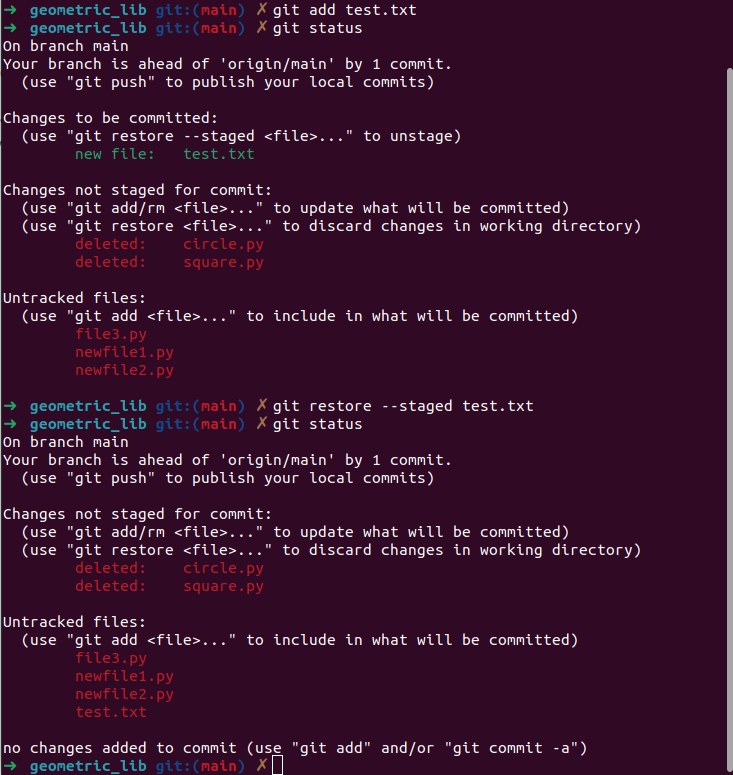 ➜  geometric_lib git:(main) ✗ git add test.txt
➜  geometric_lib git:(main) ✗ git status
On branch main
Your branch is ahead of 'origin/main' by 1 commit.
  (use "git push" to publish your local commits)

Changes to be committed:
  (use "git restore --staged <file>..." to unstage)
        new file:   test.txt

Changes not staged for commit:
  (use "git add/rm <file>..." to update what will be committed)
  (use "git restore <file>..." to discard changes in working directory)
        deleted:    circle.py
        deleted:    square.py

Untracked files:
  (use "git add <file>..." to include in what will be committed)
        file3.py
        newfile1.py
        newfile2.py

➜  geometric_lib git:(main) ✗ git restore --staged test.txt
➜  geometric_lib git:(main) ✗ git status
On branch main
Your branch is ahead of 'origin/main' by 1 commit.
  (use "git push" to publish your local commits)

Changes not staged for commit:
  (use "git add/rm <file>..." to update what will be committed)
  (use "git restore <file>..." to discard changes in working directory)
        deleted:    circle.py
        deleted:    square.py

Untracked files:
  (use "git add <file>..." to include in what will be committed)
        file3.py
        newfile1.py
        newfile2.py
        test.txt

no changes added to commit (use "git add" and/or "git commit -a")
➜  geometric_lib git:(main) ✗